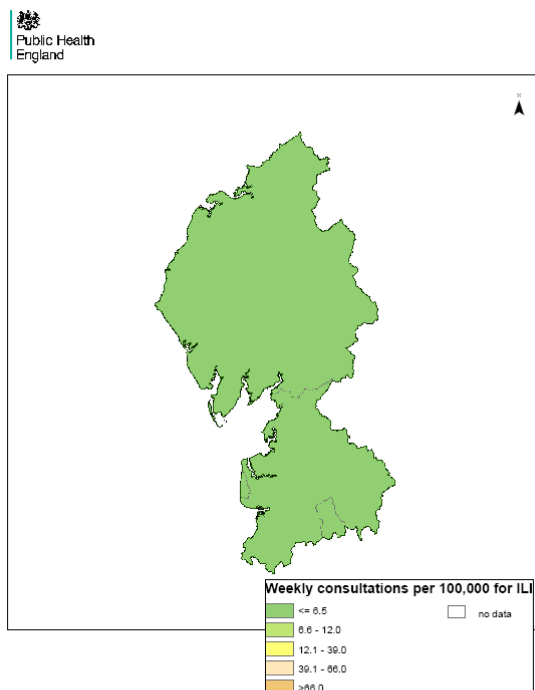 Public Health
England
N
Weekly consultations per 100,000 for ILI
<= 6.5
no data
6.6 - 12.0
12.1 - 39.0
39.1 - 66.0
>66.0